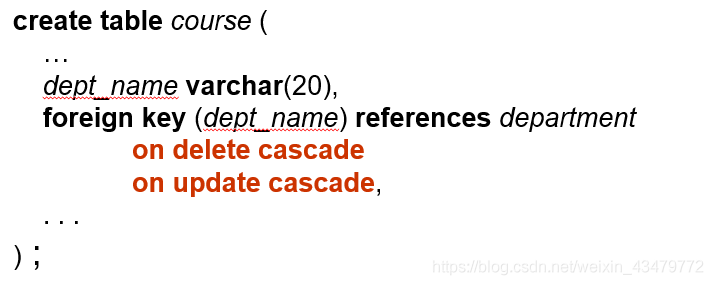 create table course (
…
dept_name varchar(20),
foreign key (dept_name) references department
on delete cascade
on update cascade,
. . .
) ;
https://blog.csdn.net/weixin_43479772